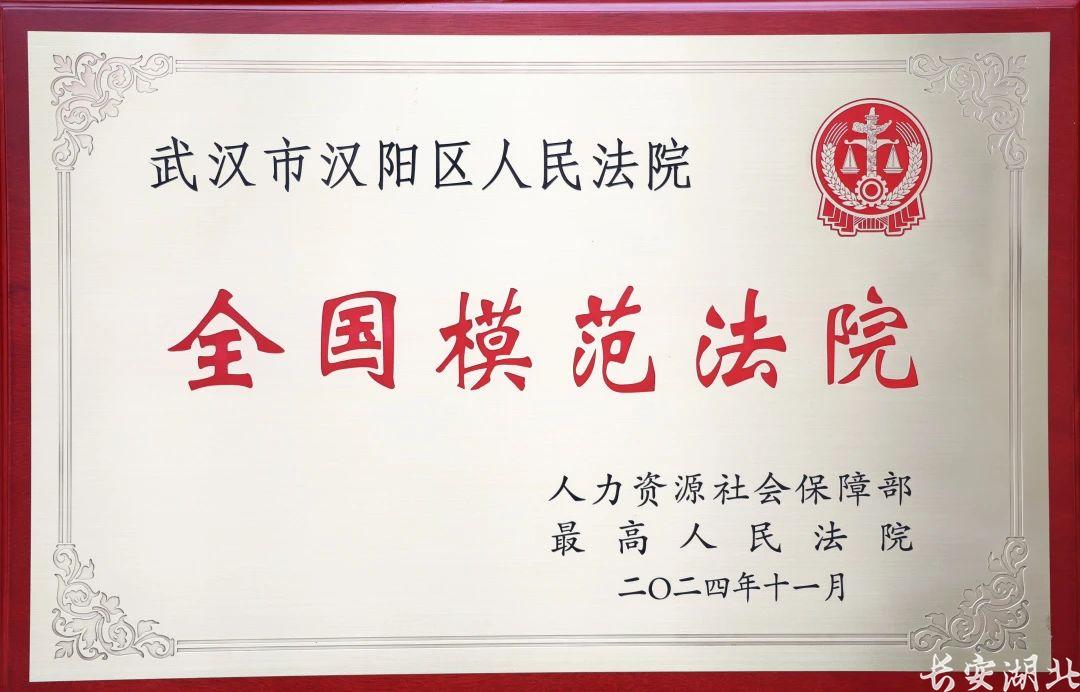 武汉市汉阳区人民法院
全国模范法院
人力资源社会保障部
最高人民法院
二〇二四年十一月
长安湖北